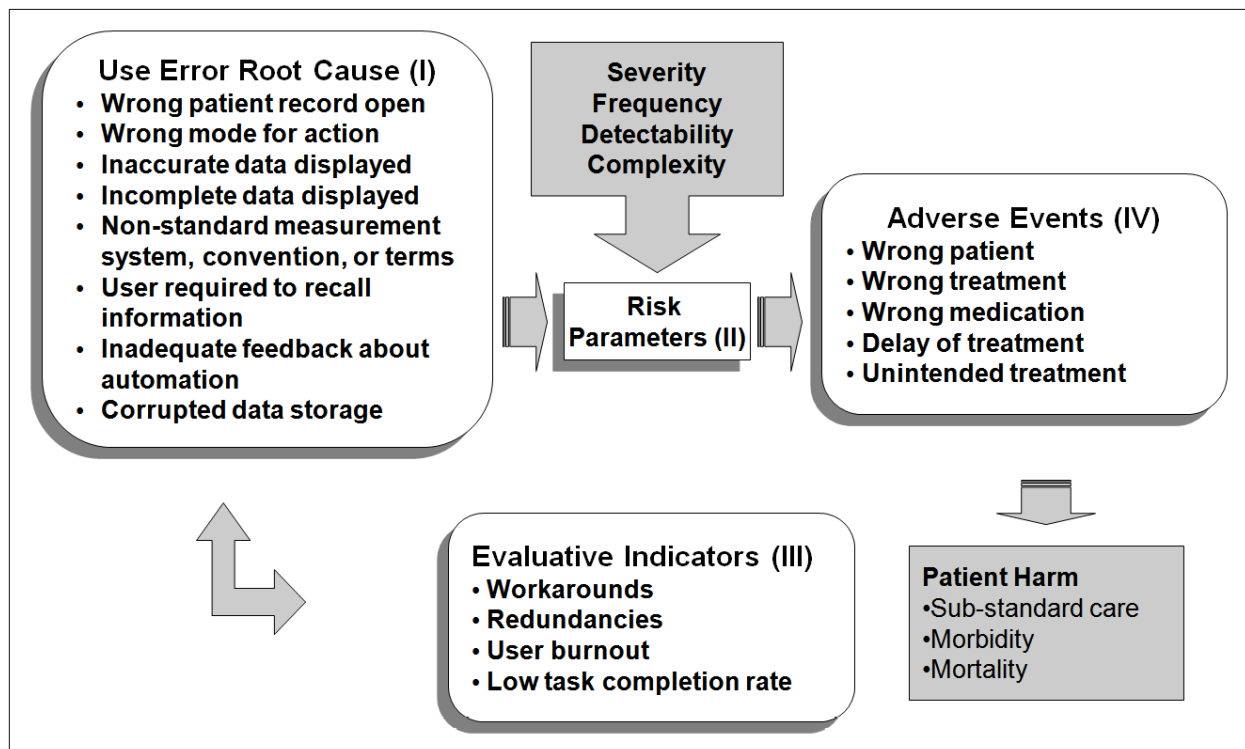 Use Error Root Cause (I)
• Wrong patient record open
• Wrong mode for action
• Inaccurate data displayed
• Incomplete data displayed
• Non-standard measurement
system, convention, or terms
• User required to recall
information
• Inadequate feedback about
automation
• Corrupted data storage
Severity
Frequency
Detectability
Complexity
Risk
Parameters (II)
Adverse Events (IV)
• Wrong patient
• Wrong treatment
• Wrong medication
• Delay of treatment
• Unintended treatment
Evaluative Indicators (III)
• Workarounds
• Redundancies
• User burnout
• Low task completion rate
Patient Harm
•Sub-standard care
•Morbidity
•Mortality